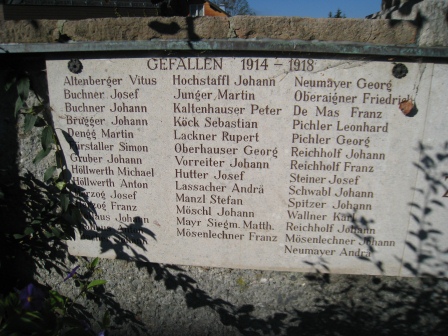 GEFALLEN 1914 - 1918
Altenberger Vitus
Buchner Josef
Buchner Johann
Brugger Johann
Dengg Martin
Simon
Gruber Johann
Höllwerth Michael
Höllwerth Anton
Josef
Franz
Johann
Hochstaffl Johann
Junger Martin
Kaltenhauser Peter
Köck Sebastian
Lackner Rupert
Oberhauser Georg
Vorreiter Johann
Hutter Josef
Lassacher Andrä
Manzl Stefan
Möschl Johann
Mayr Siegm. Matth.
Mösenlechner Franz
Neumayer Georg
Oberaigner Friedrich
De Mas Franz
Pichler Leonhard
Pichler Georg
Reichholf Johann
Reichholf Franz
Steiner Josef
Schwabl Johann
Spitzer Johann
Wallner Karl
Reichholf Johann
Mösenlechner Johann
Neumayer Andrä